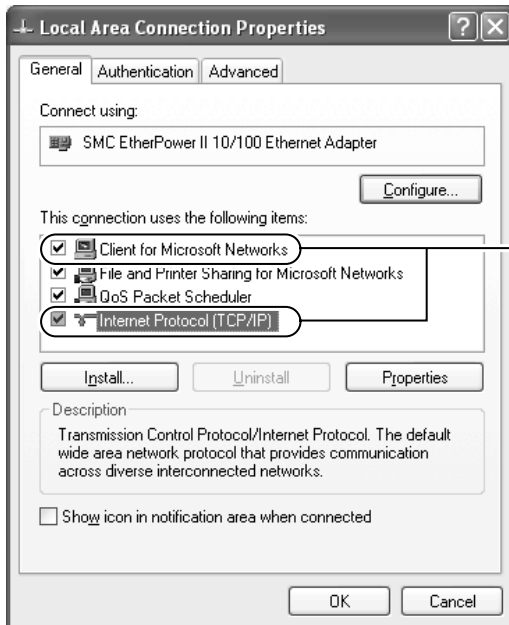 Local Area Connection Properties
General Authentication Advanced
Connect using:
SMC EtherPower II 10/100 Ethernet Adapter
Configure...
This connection uses the following items:
Client for Microsoft Networks
File and Printer Sharing for Microsoft Networks
QoS Packet Scheduler
Internet Protocol (TCP/IP)
Install... Uninstall Properties
Description
Transmission Control Protocol/Internet Protocol. The default
wide area network protocol that provides communication
across diverse interconnected networks.
Show icon in notification area when connected
OK Cancel